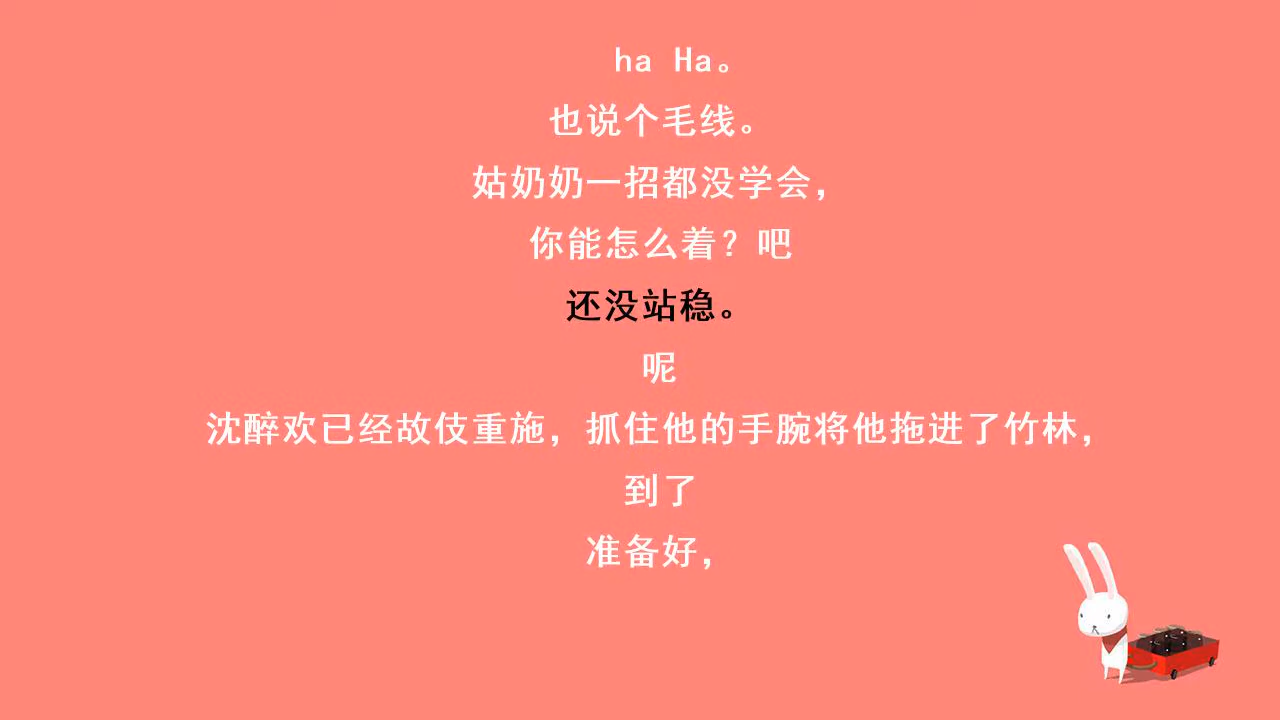 ha Ha。
也说个毛线。
姑奶奶一招都没学会，
你能怎么着？吧
还没站稳。
呢
沈醉欢已经故伎重施，抓住他的手腕将他拖进了竹林，
到了
准备好，